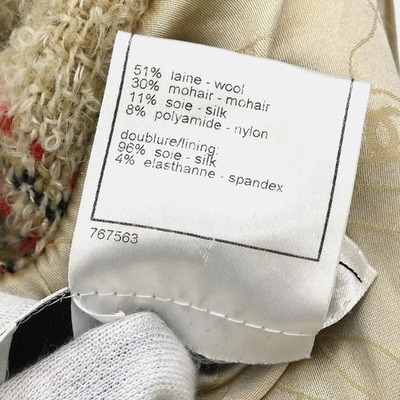 51% laine - wool
30% mohair - mohair
11% soie - silk
8% polyamide - nylon
doublure/lining:
96% soie - silk
4% elasthanne - spandex
767563